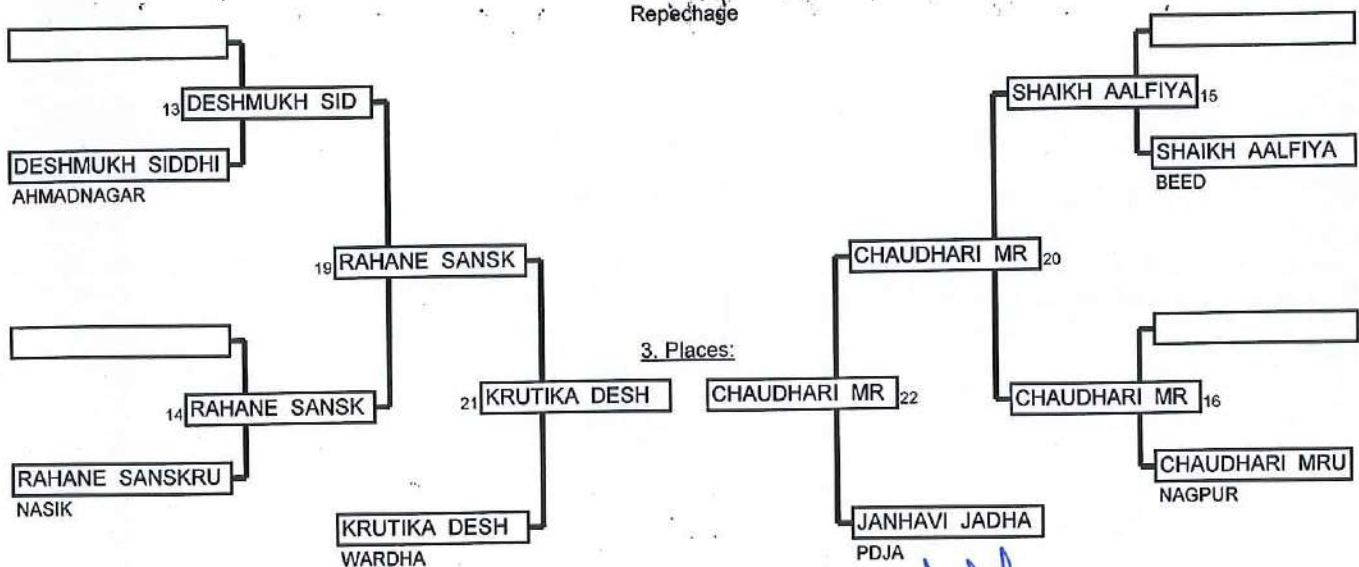 Repechage
13 DESHMUKH SID
DESHMUKH SIDDHI
AHMADNAGAR
19 RAHANE SANSK
14 RAHANE SANSK
RAHANE SANSKRU
NASIK
21 KRUTIKA DESH
KRUTIKA DESH
WARDHA
3. Places:
SHAIKH AALFIYA 15
SHAIKH AALFIYA
BEED
CHAUDHARI MR 20
CHAUDHARI MR 22
CHAUDHARI MR 16
CHAUDHARI MRU
NAGPUR
JANHAVI JADHA
PDJA